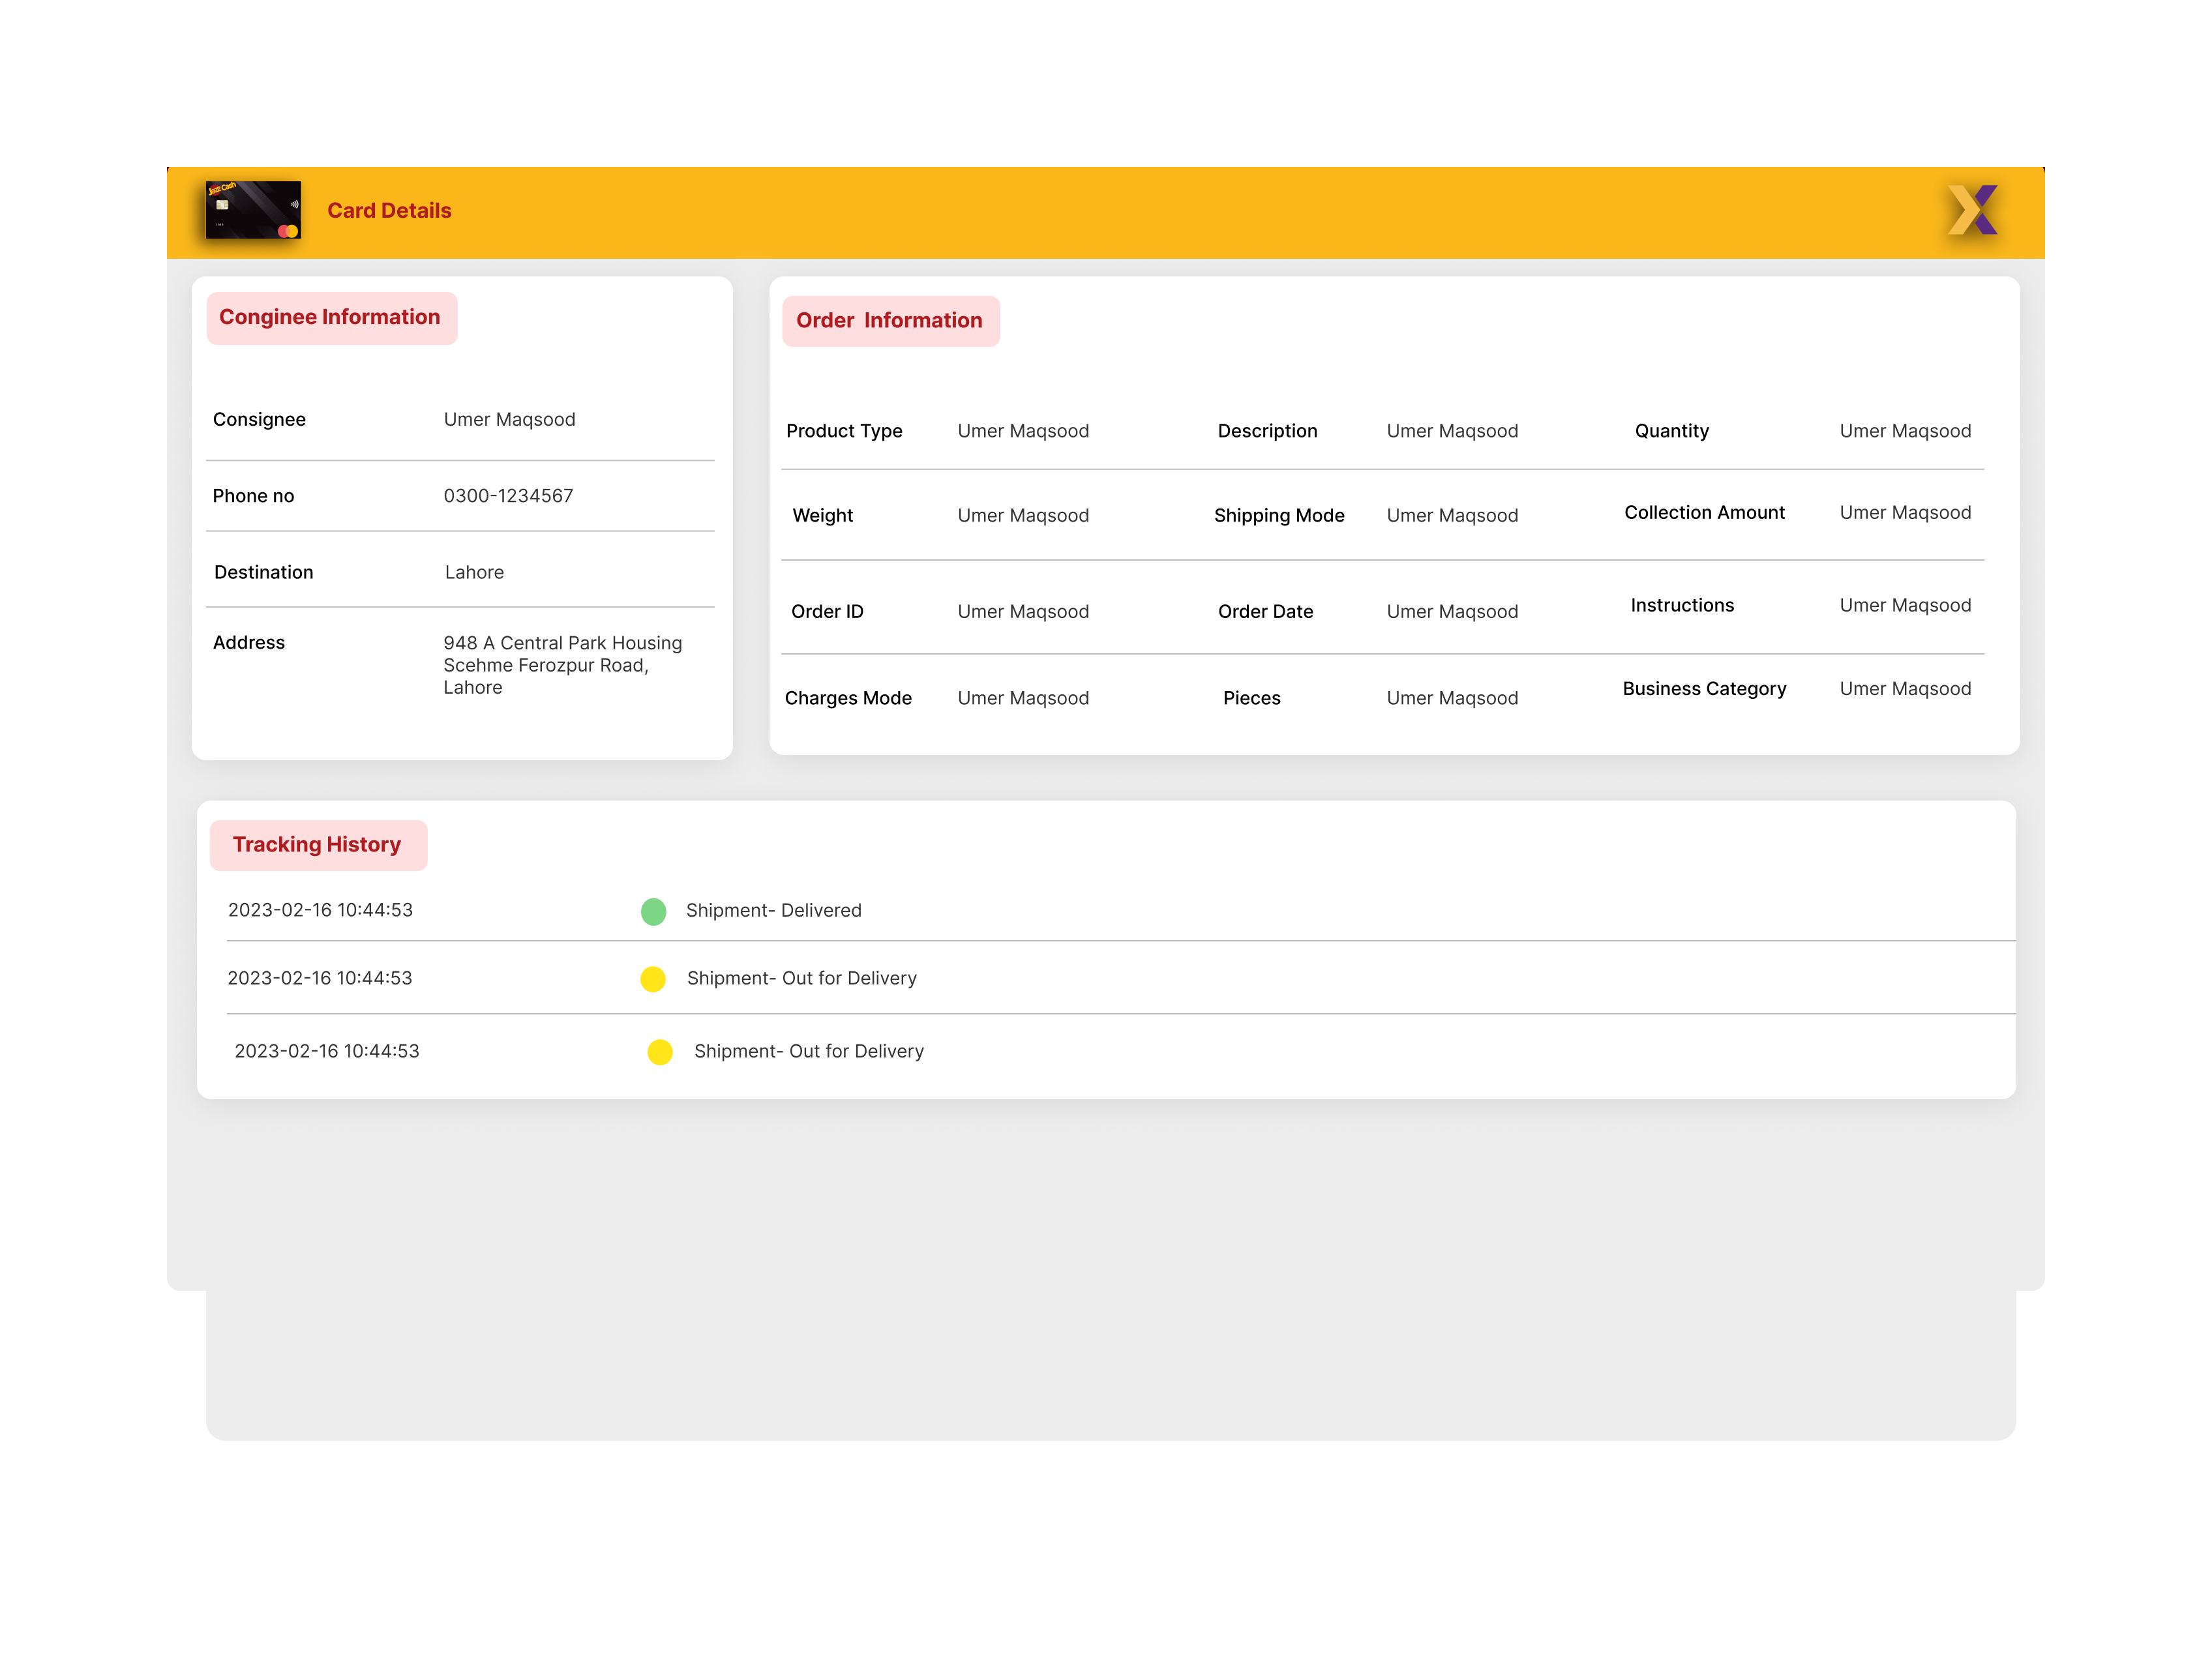 Jazz Cash
Card Details
Conginee Information
Consignee Umer Maqsood
Phone no 0300-1234567
Destination Lahore
Address 948 A Central Park Housing
Scehme Ferozpur Road,
Lahore
Order Information
Product Type Umer Maqsood Description Umer Maqsood Quantity Umer Maqsood
Weight Umer Maqsood Shipping Mode Umer Maqsood Collection Amount Umer Maqsood
Order ID Umer Maqsood Order Date Umer Maqsood Instructions Umer Maqsood
Charges Mode Umer Maqsood Pieces Umer Maqsood Business Category Umer Maqsood
Tracking History
2023-02-16 10:44:53 Shipment- Delivered
2023-02-16 10:44:53 Shipment- Out for Delivery
2023-02-16 10:44:53 Shipment- Out for Delivery